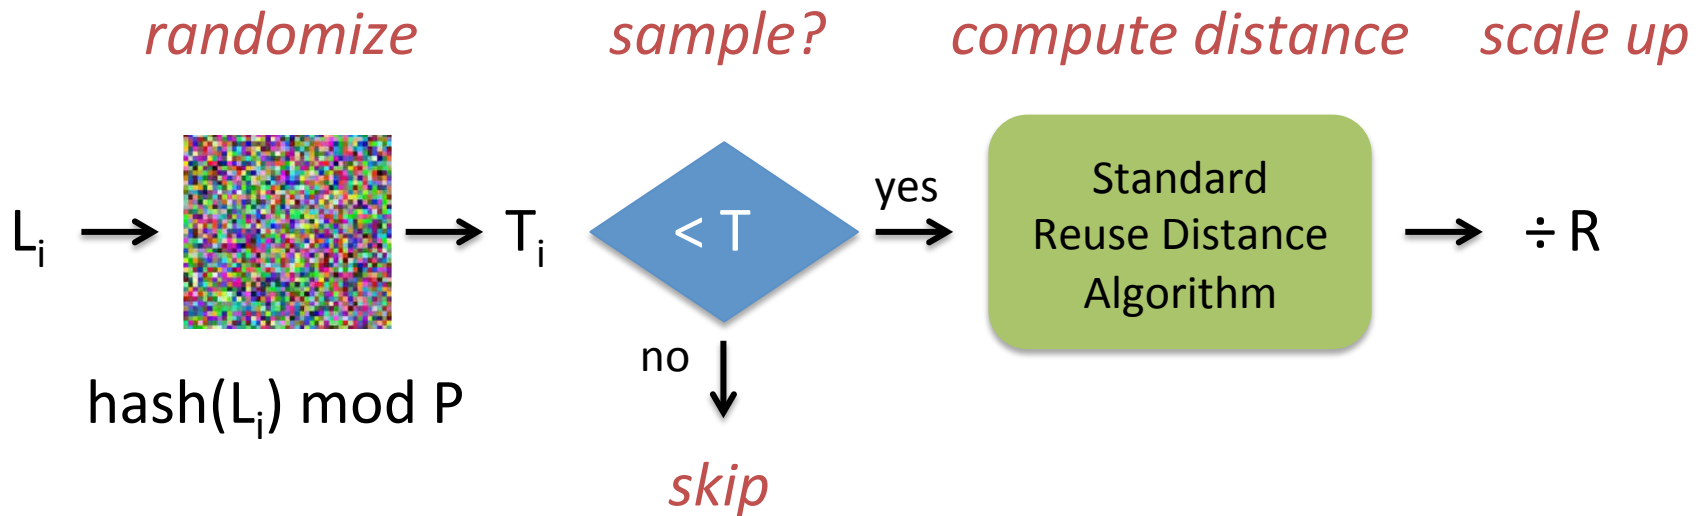 randomize sample? compute distance scale up
Lᵢ Tᵢ < T yes Standard
Reuse Distance
Algorithm ÷ R
hash(Lᵢ) mod P
no
skip